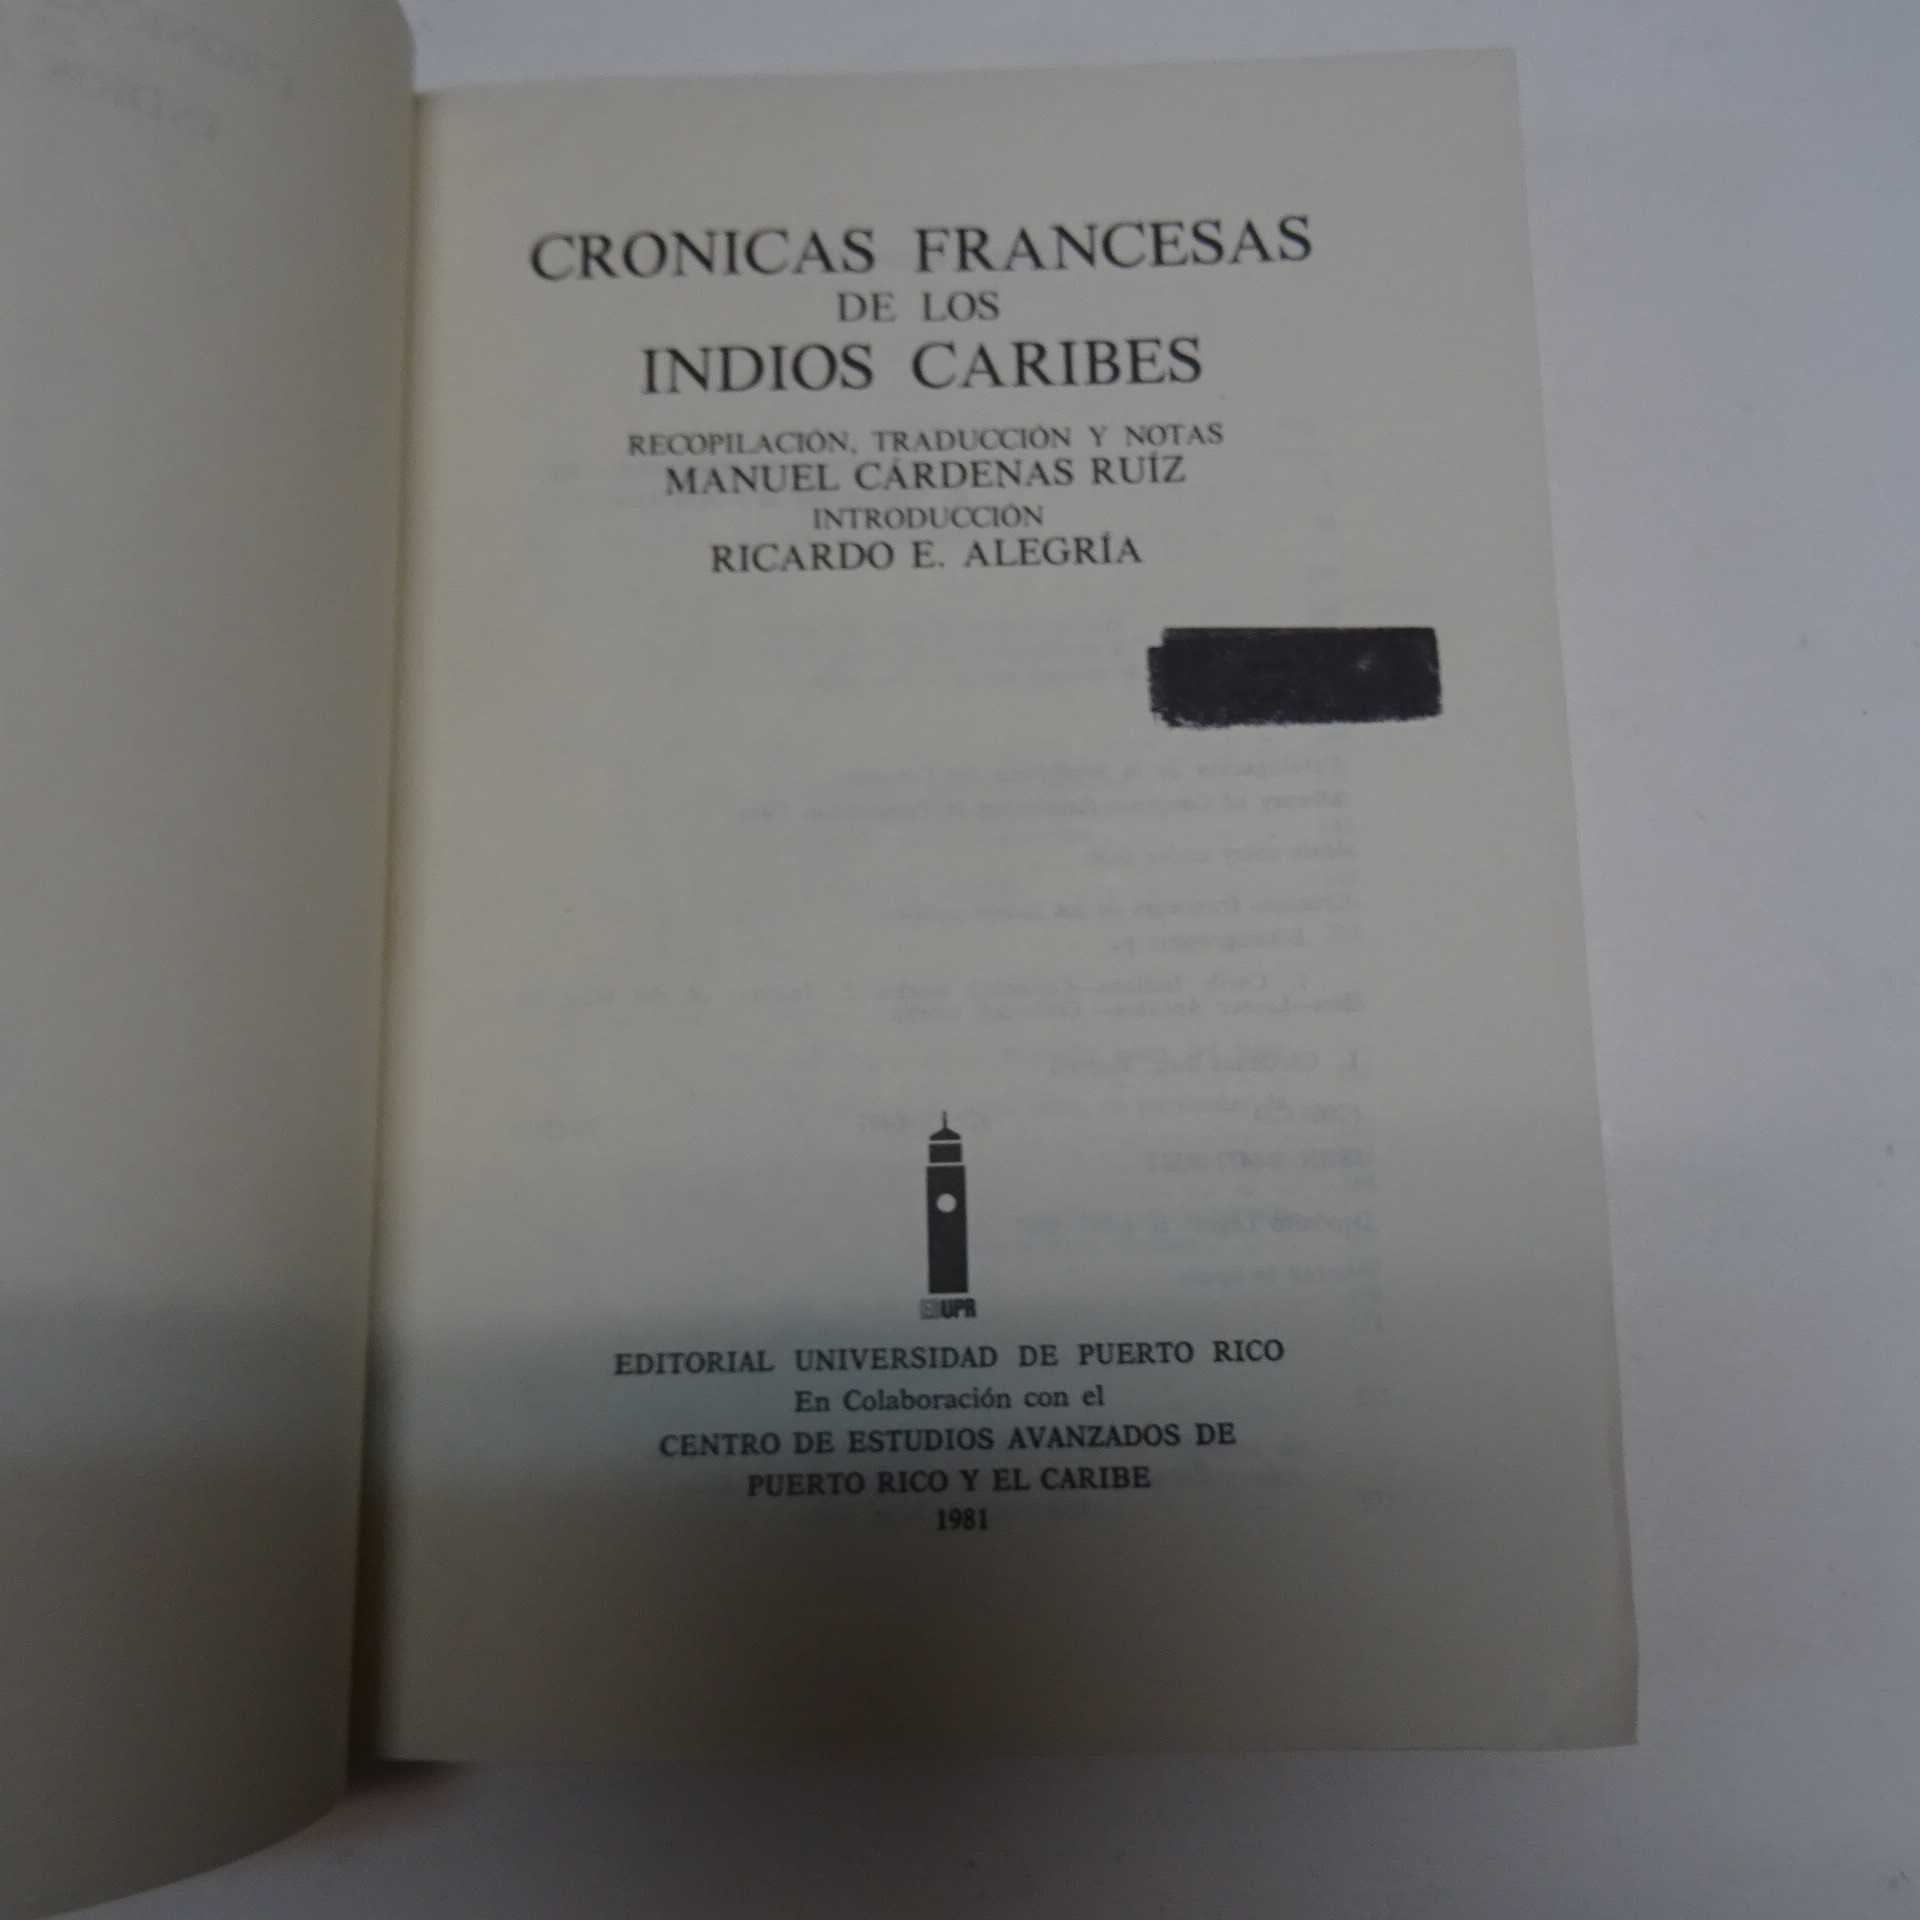 CRONICAS FRANCESAS
DE LOS
INDIOS CARIBES
RECOPILACIÓN, TRADUCCIÓN Y NOTAS
MANUEL CÁRDENAS RUÍZ
INTRODUCCIÓN
RICARDO E. ALEGRÍA
EDUPR
EDITORIAL UNIVERSIDAD DE PUERTO RICO
En Colaboración con el
CENTRO DE ESTUDIOS AVANZADOS DE
PUERTO RICO Y EL CARIBE
1981